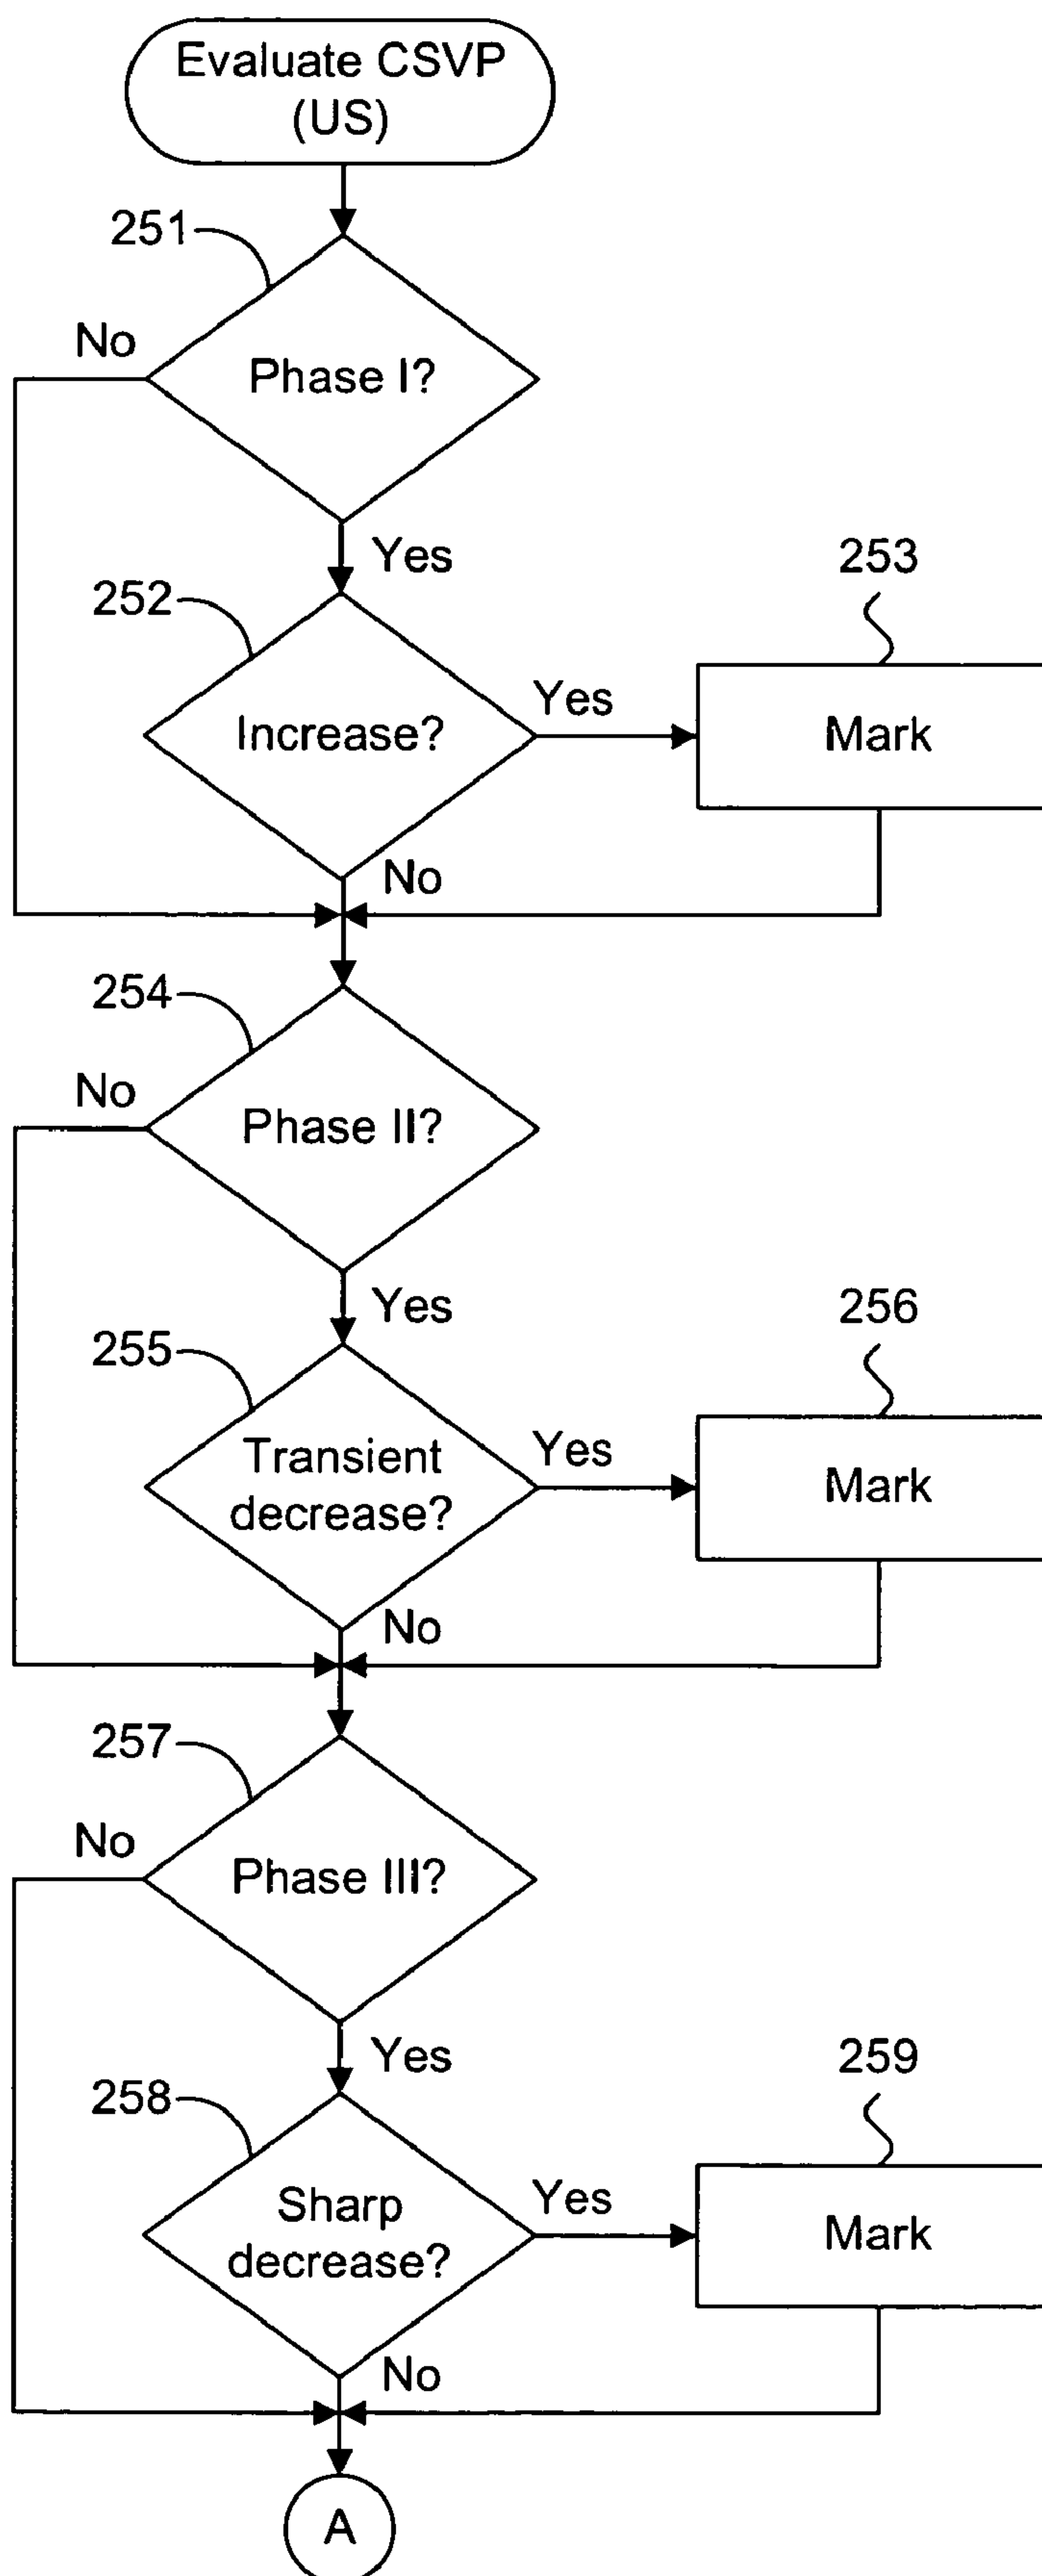 Evaluate CSVP
(US)
251
No
Phase I?
Yes
253
252
Yes
Increase?
Mark
No
254
No
Phase II?
Yes
256
255
Yes
Transient
decrease?
Mark
No
257
No
Phase III?
Yes
259
258
Yes
Sharp
decrease?
Mark
No
A